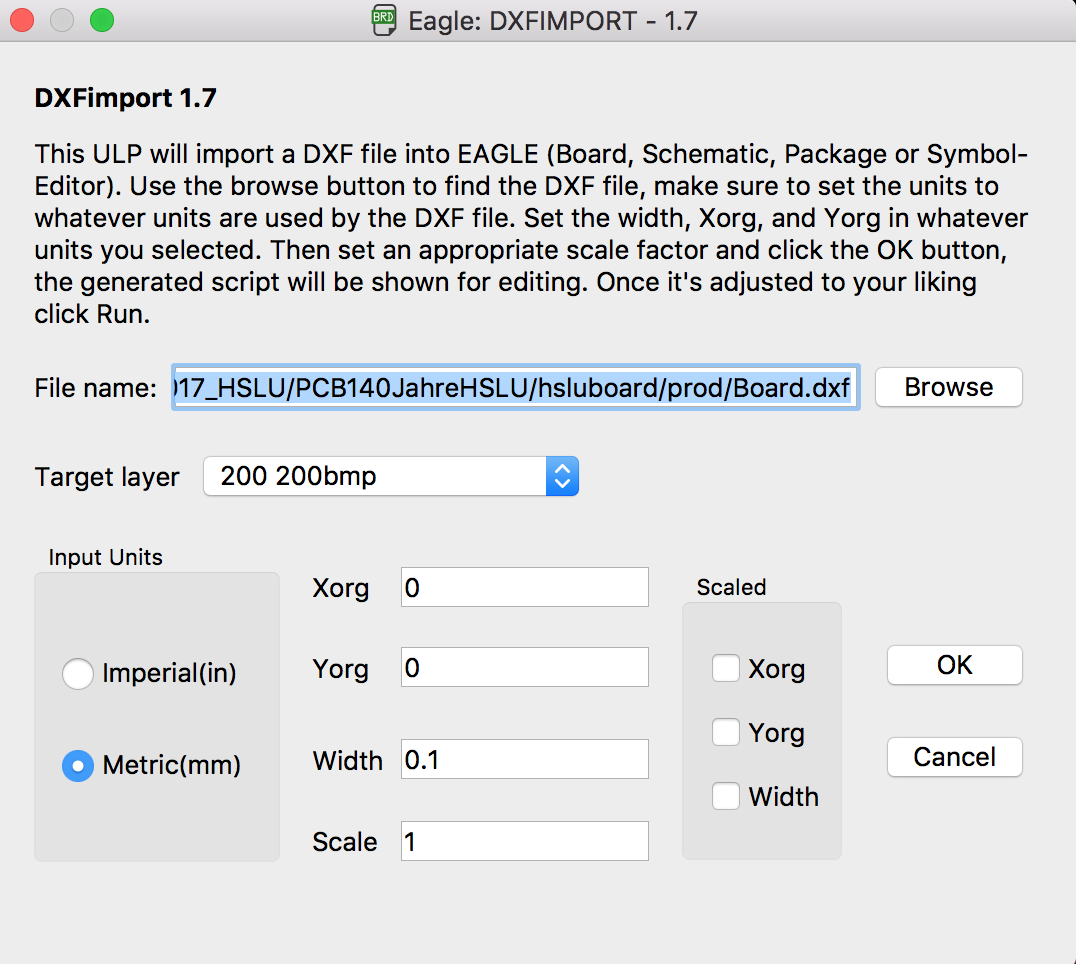 BRD Eagle: DXFIMPORT - 1.7
DXFimport 1.7
This ULP will import a DXF file into EAGLE (Board, Schematic, Package or Symbol-
Editor). Use the browse button to find the DXF file, make sure to set the units to
whatever units are used by the DXF file. Set the width, Xorg, and Yorg in whatever
units you selected. Then set an appropriate scale factor and click the OK button,
the generated script will be shown for editing. Once it's adjusted to your liking
click Run.
File name: 17_HSLU/PCB140JahreHSLU/hsluboard/prod/Board.dxf Browse
Target layer 200 200bmp
Input Units
Imperial(in)
Metric(mm)
Xorg 0
Yorg 0
Width 0.1
Scale 1
Scaled
Xorg
Yorg
Width
OK
Cancel